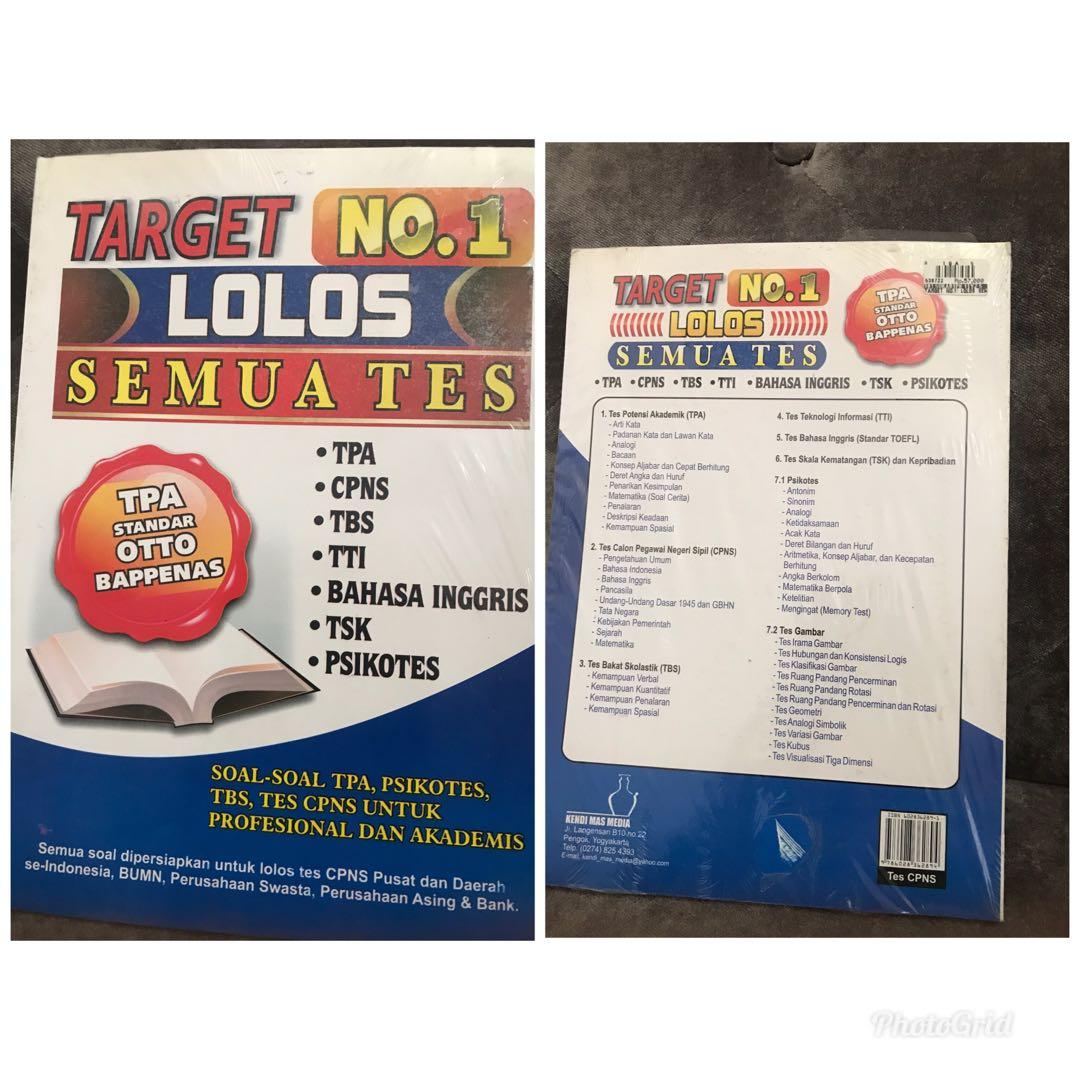 TARGET NO.1
LOLOS
SEMUA TES
TPA
STANDAR
OTTO
BAPPENAS
• TPA
• CPNS
• TBS
• TTI
• BAHASA INGGRIS
• TSK
• PSIKOTES
SOAL-SOAL TPA, PSIKOTES,
TBS, TES CPNS UNTUK
PROFESIONAL DAN AKADEMIS
Semua soal dipersiapkan untuk lolos tes CPNS Pusat dan Daerah
se-Indonesia, BUMN, Perusahaan Swasta, Perusahaan Asing & Bank.
TARGET NO.1
LOLOS
SEMUA TES
TPA
STANDAR
OTTO
BAPPENAS
• TPA • CPNS • TBS • TTI • BAHASA INGGRIS • TSK • PSIKOTES
1. Tes Potensi Akademik (TPA)
- Arti Kata
- Padanan Kata dan Lawan Kata
- Analogi
- Bacaan
- Konsep Aljabar dan Cepat Berhitung
- Deret Angka dan Huruf
- Penarikan Kesimpulan
- Matematika (Soal Cerita)
- Penalaran
- Deskripsi Keadaan
- Kemampuan Spasial
2. Tes Calon Pegawai Negeri Sipil (CPNS)
- Pengetahuan Umum
- Bahasa Indonesia
- Bahasa Inggris
- Pancasila
- Undang-Undang Dasar 1945 dan GBHN
- Tata Negara
- Kebijakan Pemerintah
- Sejarah
- Matematika
3. Tes Bakat Skolastik (TBS)
- Kemampuan Verbal
- Kemampuan Kuantitatif
- Kemampuan Penalaran
- Kemampuan Spasial
4. Tes Teknologi Informasi (TTI)
5. Tes Bahasa Inggris (Standar TOEFL)
6. Tes Skala Kematangan (TSK) dan Kepribadian
7.1 Psikotes
- Antonim
- Sinonim
- Analogi
- Ketidaksamaan
- Acak Kata
- Deret Bilangan dan Huruf
- Aritmetika, Konsep Aljabar, dan Kecepatan
Berhitung
- Angka Berkolom
- Matematika Berpola
- Ketelitian
- Mengingat (Memory Test)
7.2 Tes Gambar
- Tes Irama Gambar
- Tes Hubungan dan Konsistensi Logis
- Tes Klasifikasi Gambar
- Tes Ruang Pandang Pencerminan
- Tes Ruang Pandang Rotasi
- Tes Ruang Pandang Pencerminan dan Rotasi
- Tes Geometri
- Tes Analogi Simbolik
- Tes Variasi Gambar
- Tes Kubus
- Tes Visualisasi Tiga Dimensi
KENDI MAS MEDIA
Jl. Langensari B10 no.22
Pengok, Yogyakarta
Telp. (0274) 825 4393
E-mail, kendi_mas_media@yahoo.com
Tes CPNS
PhotoGrid